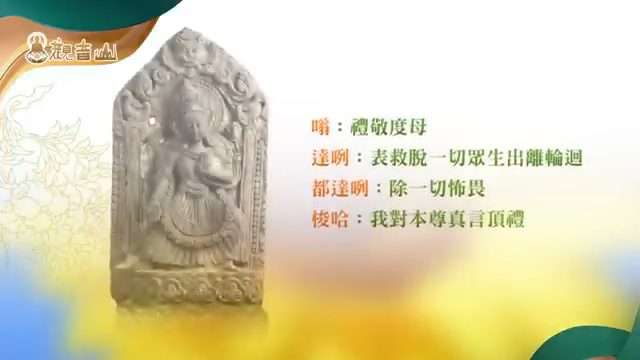 觀音山
嗡：禮敬度母
達咧：表救脫一切眾生出離輪迴
都達咧：除一切怖畏
梭哈：我對本尊真言頂禮